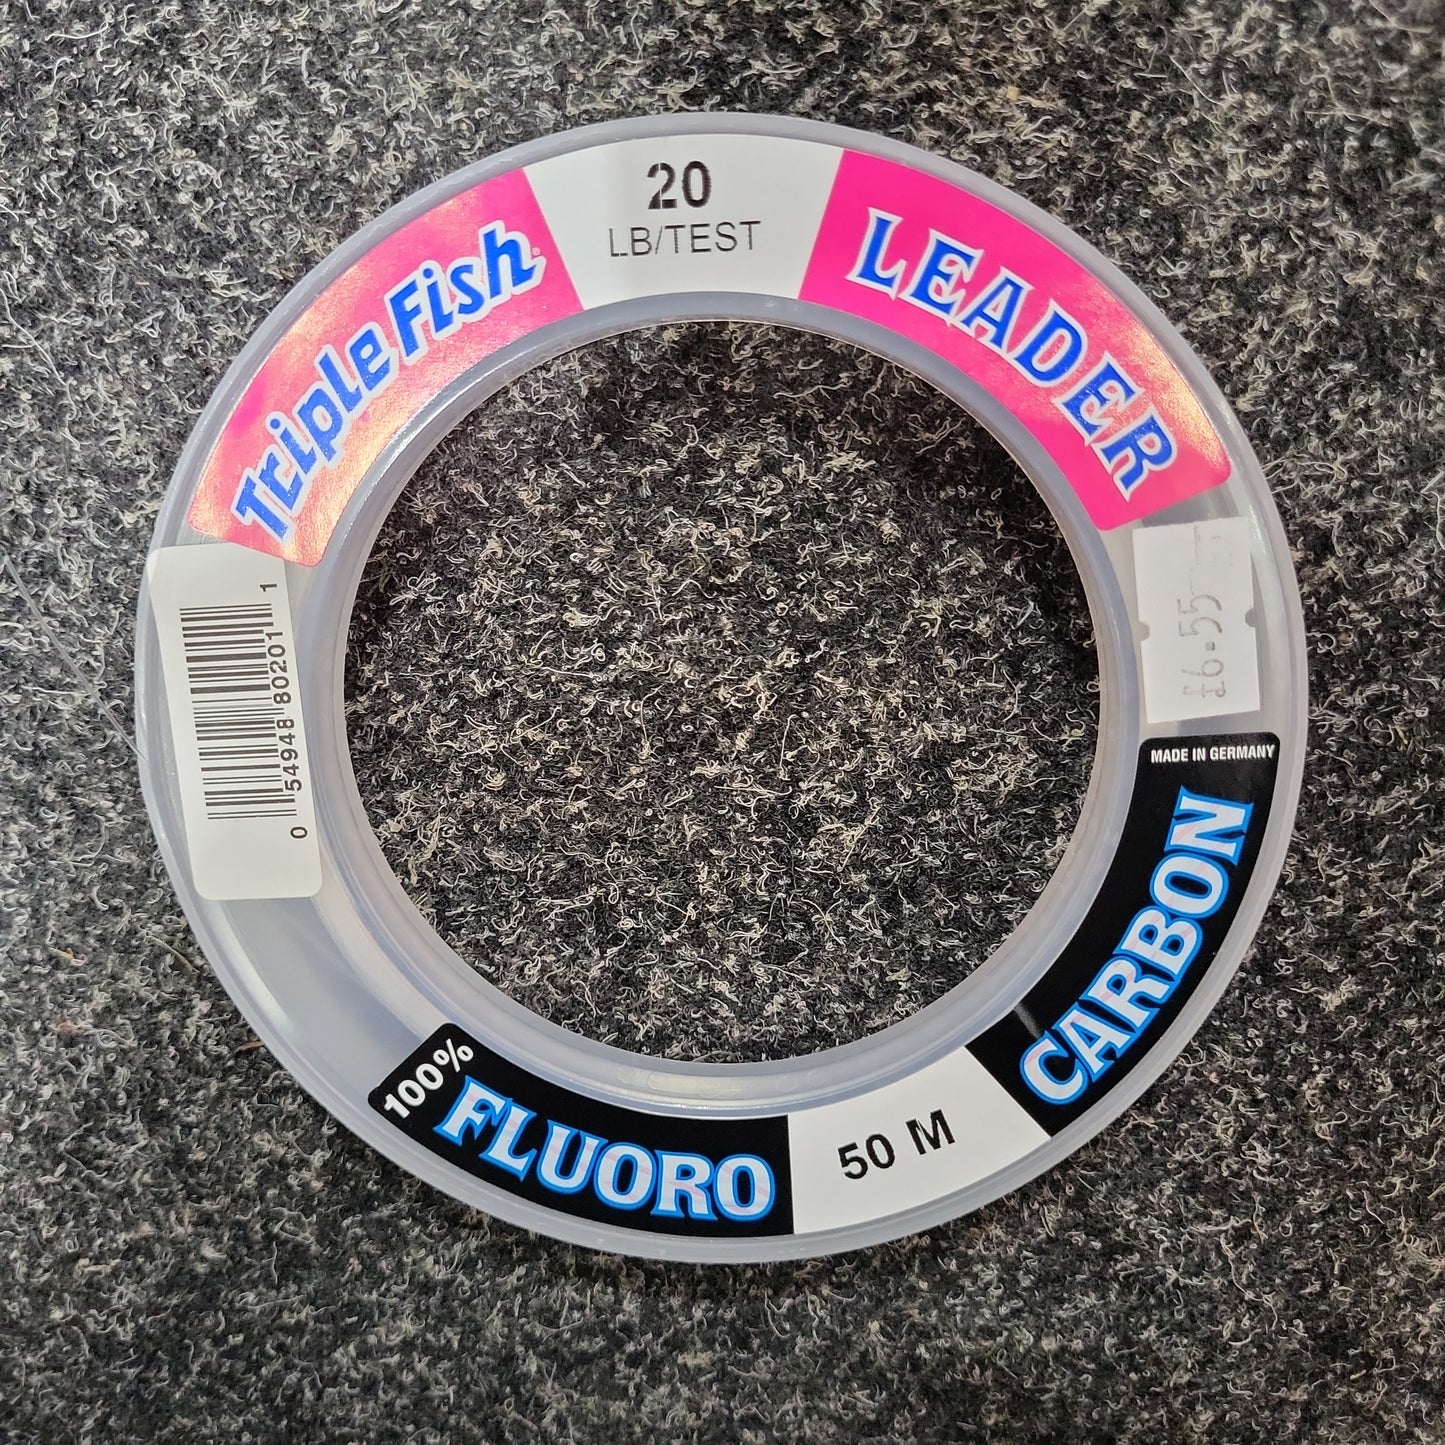 Triple Fish®
20
LB/TEST
LEADER
£6.55
MADE IN GERMANY
CARBON
50 M
100%
FLUORO
0 54948 80201 1